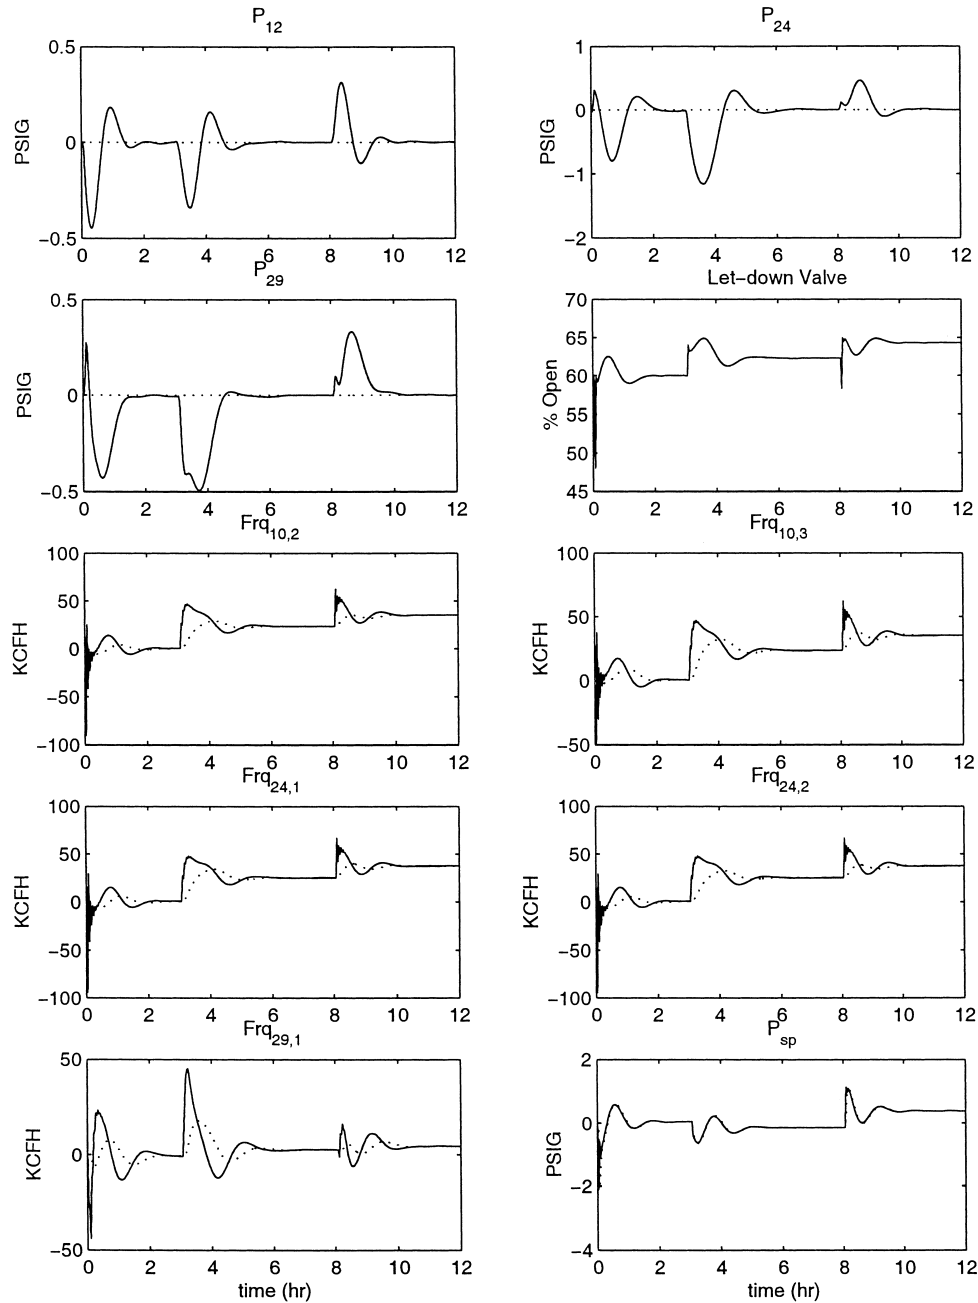 P12
0.5
0
−0.5
PSIG
0 2 4 6 8 10 12
P24
1
0
−1
−2
PSIG
0 2 4 6 8 10 12
P29
0.5
0
−0.5
PSIG
0 2 4 6 8 10 12
Let−down Valve
70
65
60
55
50
45
% Open
0 2 4 6 8 10 12
Frq10,2
100
50
0
−50
−100
KCFH
0 2 4 6 8 10 12
Frq10,3
100
50
0
−50
KCFH
0 2 4 6 8 10 12
Frq24,1
100
50
0
−50
−100
KCFH
0 2 4 6 8 10 12
Frq24,2
100
50
0
−50
−100
KCFH
0 2 4 6 8 10 12
Frq29,1
50
0
−50
KCFH
0 2 4 6 8 10 12
time (hr)
Psp
2
0
−2
−4
PSIG
0 2 4 6 8 10 12
time (hr)